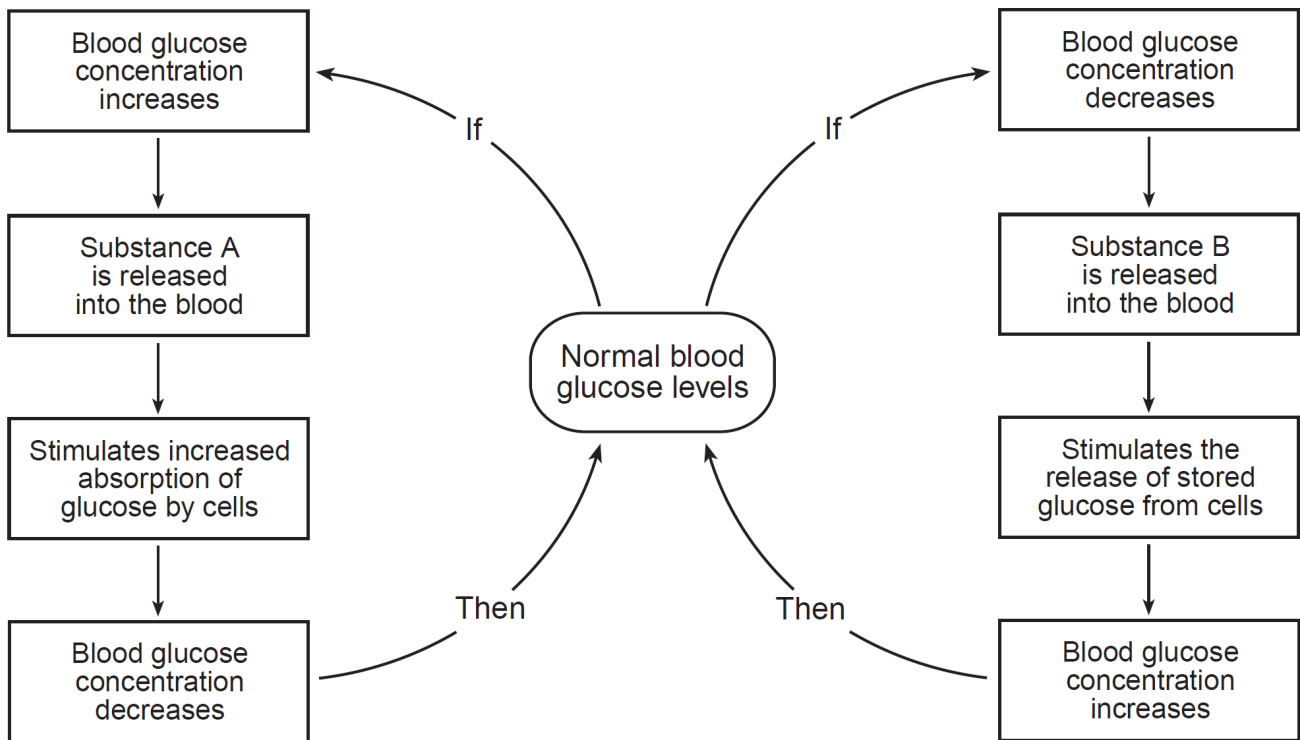 Blood glucose
concentration
increases
If
If
Blood glucose
concentration
decreases
Substance A
is released
into the blood
Substance B
is released
into the blood
Normal blood
glucose levels
Stimulates increased
absorption of
glucose by cells
Stimulates the
release of stored
glucose from cells
Then
Then
Blood glucose
concentration
decreases
Blood glucose
concentration
increases